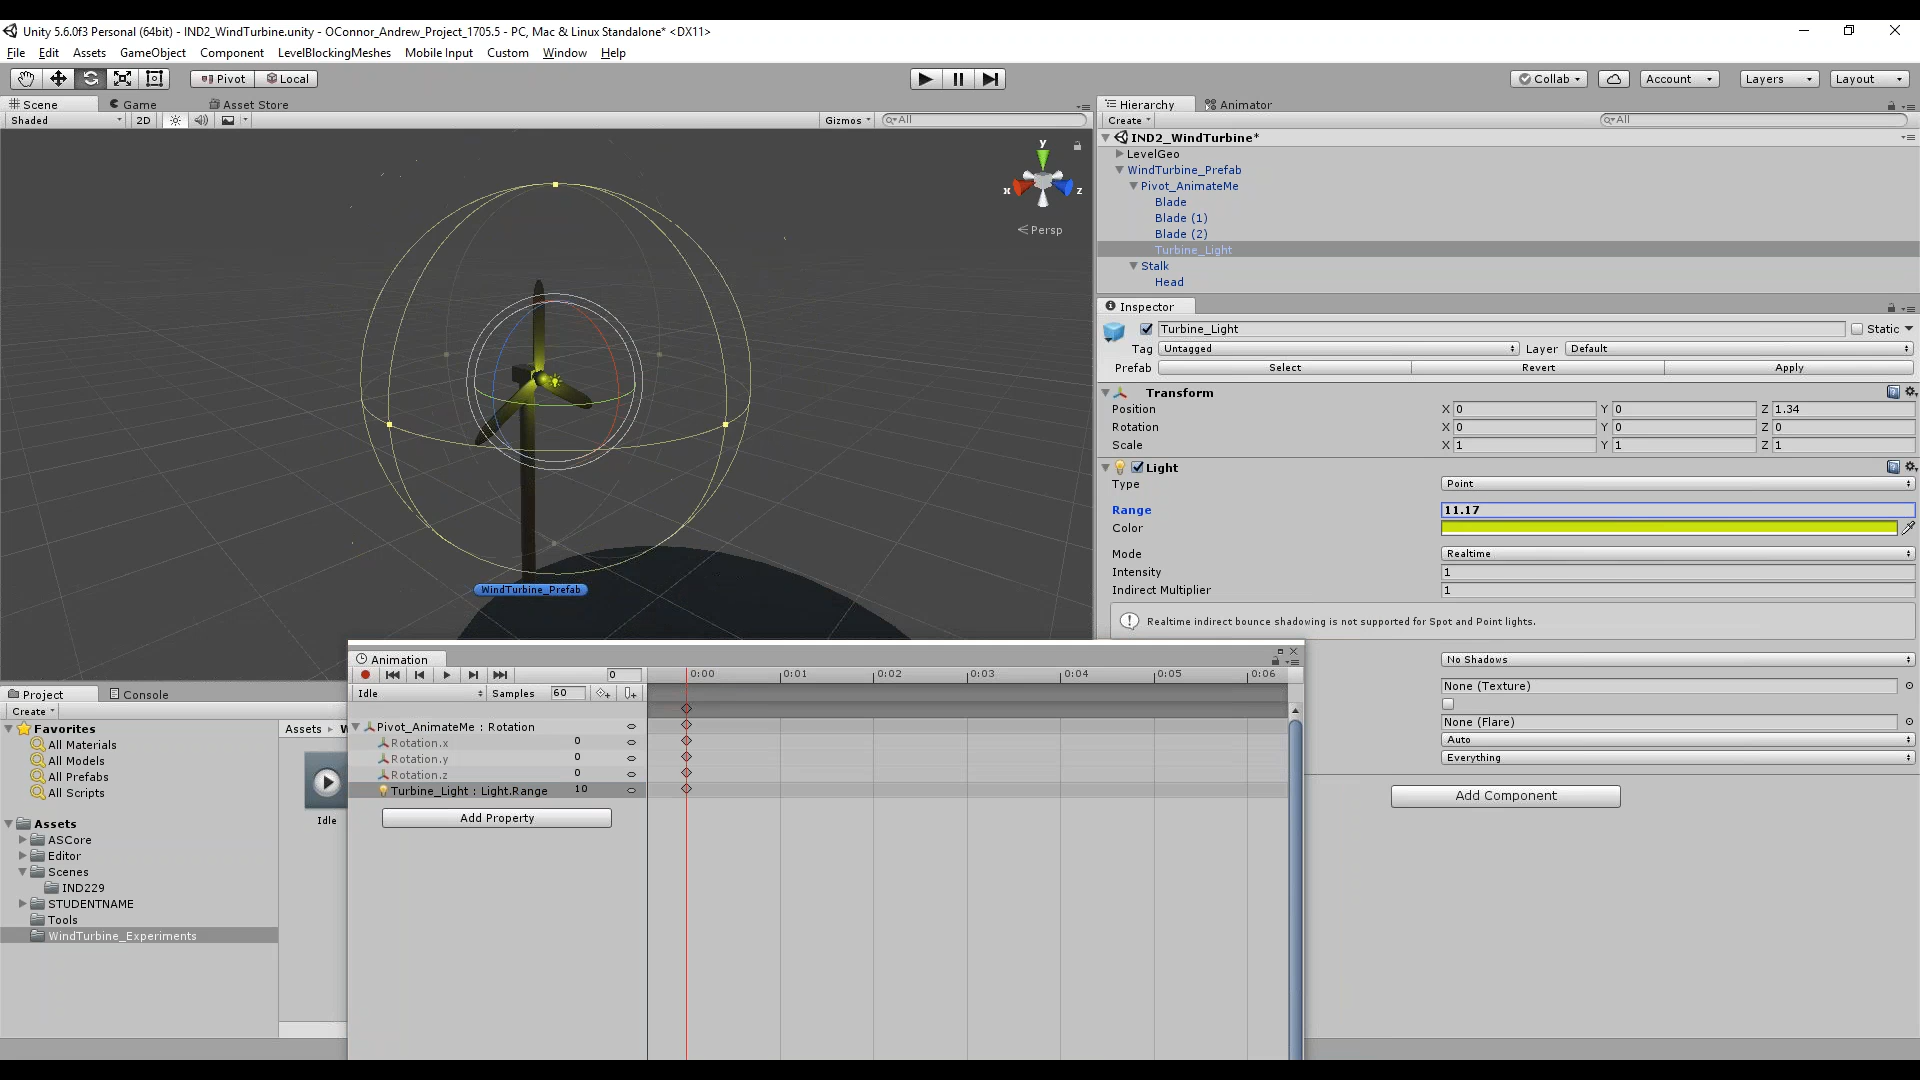 Unity 5.6.0f3 Personal (64bit) - IND2_WindTurbine.unity - OConnor_Andrew_Project_1705.5 - PC, Mac & Linux Standalone* <DX11>
File Edit Assets GameObject Component LevelBlockingMeshes Mobile Input Custom Window Help
Pivot Local Collab Account Layers Layout
Scene Game Asset Store
Shaded 2D Gizmos All
y
x z
Persp
WindTurbine_Prefab
Hierarchy Animator
Create All
IND2_WindTurbine*
LevelGeo
WindTurbine_Prefab
Pivot_AnimateMe
Blade
Blade (1)
Blade (2)
Turbine_Light
Stalk
Head
Inspector
Turbine_Light Static
Tag Untagged Layer Default
Prefab Select Revert Apply
Transform
Position X 0 Y 0 Z 1.34
Rotation X 0 Y 0 Z 0
Scale X 1 Y 1 Z 1
Light
Type Point
Range 11.17
Color
Mode Realtime
Intensity 1
Indirect Multiplier 1
Realtime indirect bounce shadowing is not supported for Spot and Point lights.
No Shadows
None (Texture)
None (Flare)
Auto
Everything
Add Component
Animation
0 0:00 0:01 0:02 0:03 0:04 0:05 0:06
Idle Samples 60
Pivot_AnimateMe : Rotation
Rotation.x 0
Rotation.y 0
Rotation.z 0
Turbine_Light : Light.Range 10
Add Property
Project Console
Create
Favorites
All Materials
All Models
All Prefabs
All Scripts
Assets
ASCore
Editor
Scenes
IND229
STUDENTNAME
Tools
WindTurbine_Experiments
Assets W
Idle